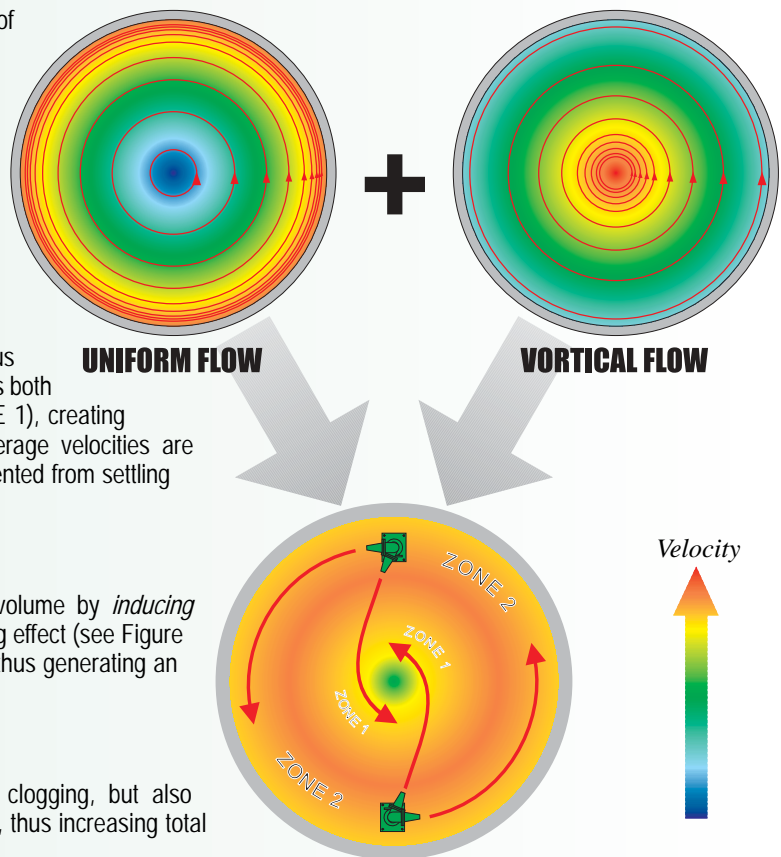 of
UNIFORM FLOW
+
VORTICAL FLOW
us
s both
E 1), creating
erage velocities are
ented from settling
volume by inducing
g effect (see Figure
thus generating an
clogging, but also
, thus increasing total
ZONE 2
ZONE 1
ZONE 1
ZONE 2
Velocity